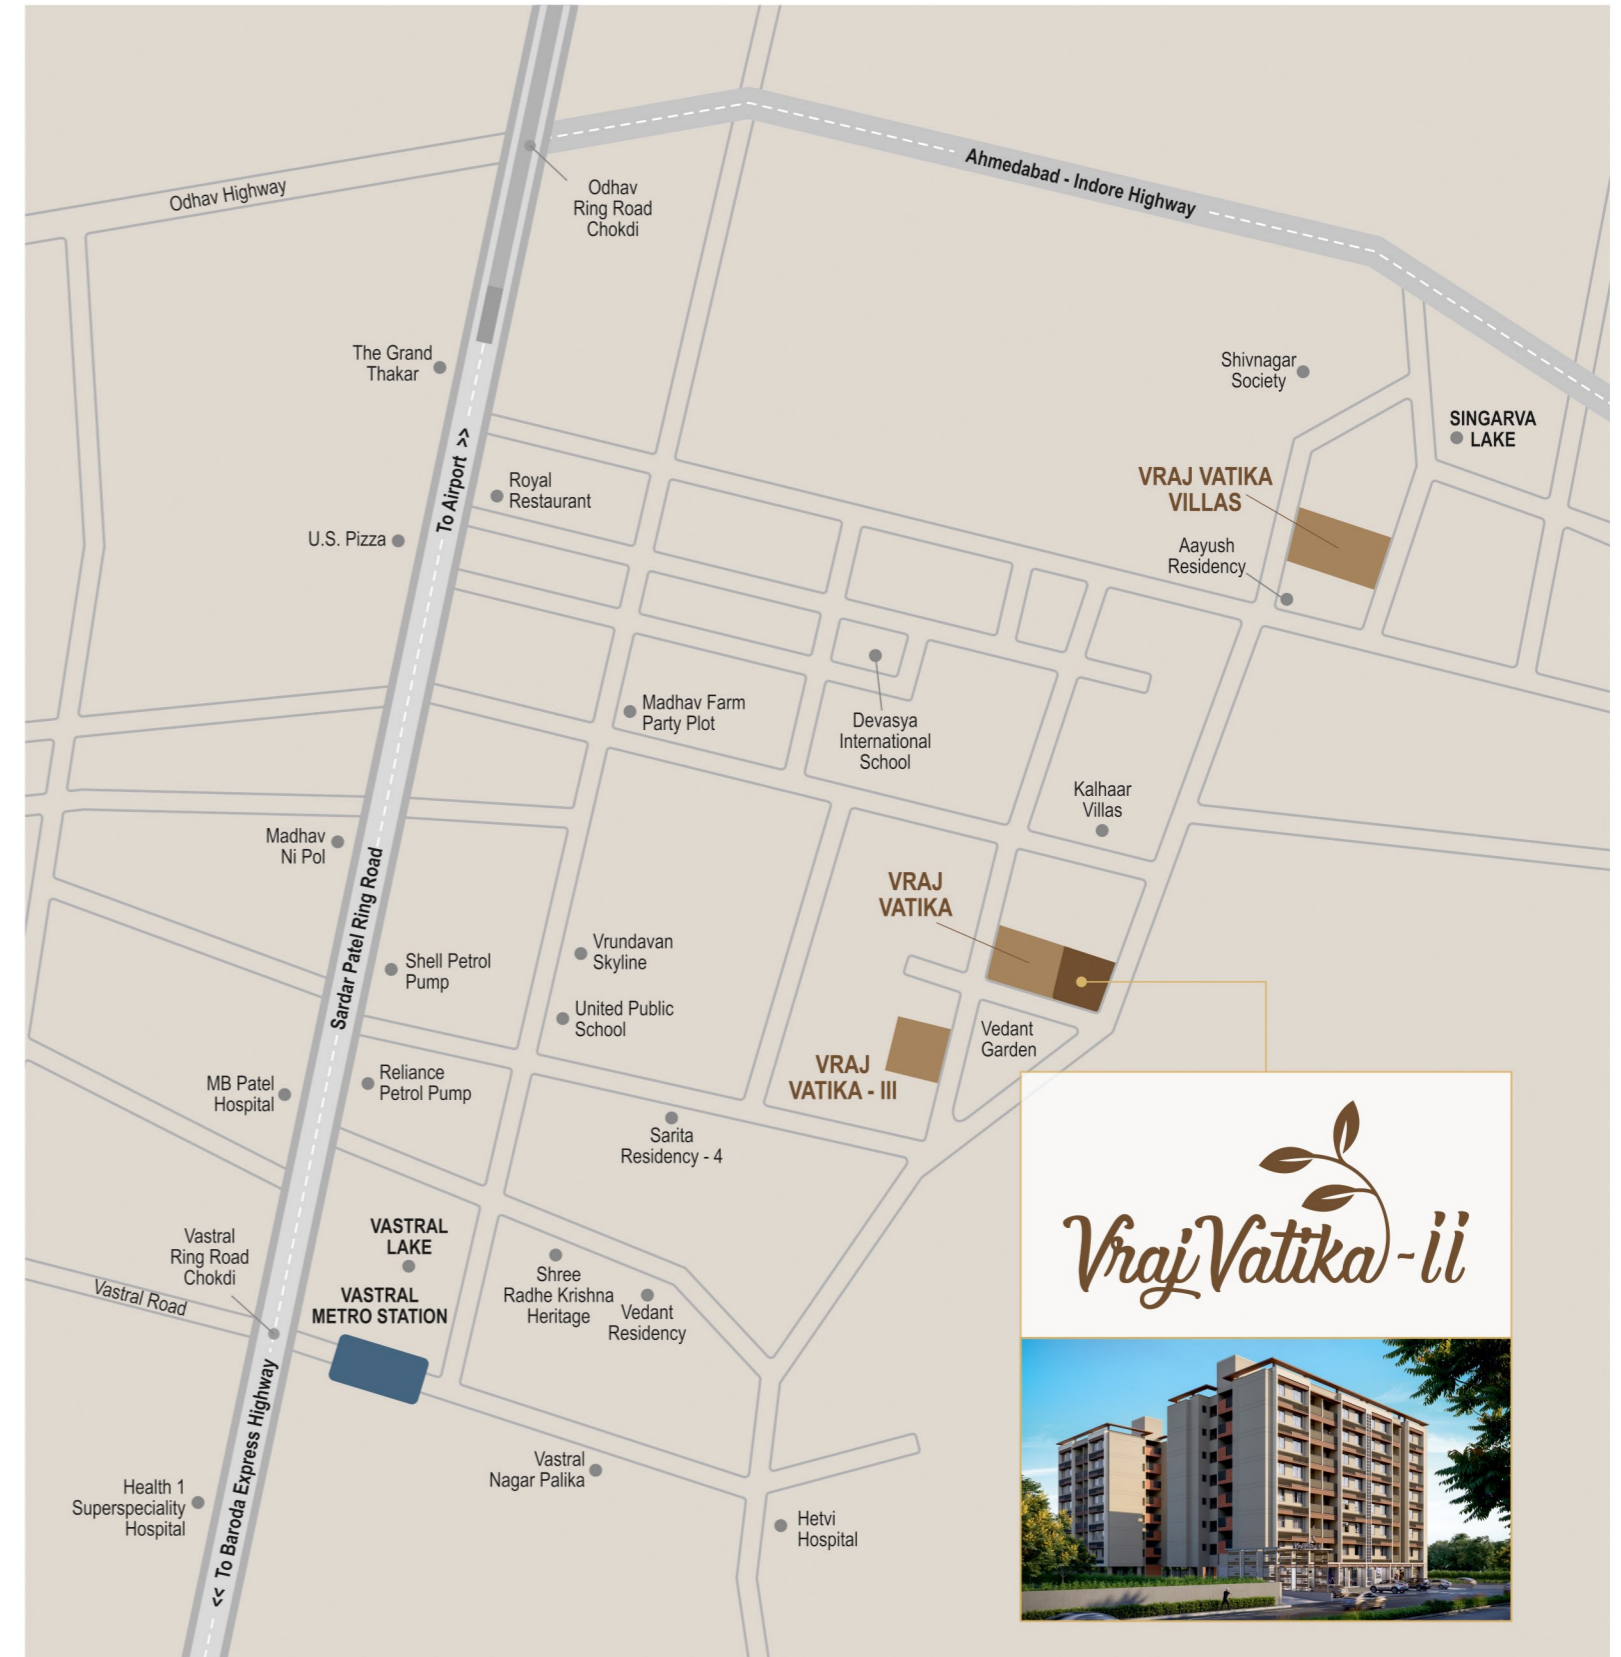 Ahmedabad - Indore Highway
Odhav Highway
Odhav
Ring Road
Chokdi
The Grand
Thakar
Shivnagar
Society
SINGARVA
LAKE
To Airport >>
Royal
Restaurant
VRAJ VATIKA
VILLAS
U.S. Pizza
Aayush
Residency
Madhav Farm
Party Plot
Devasya
International
School
Kalhaar
Villas
Madhav
Ni Pol
Sardar Patel Ring Road
VRAJ
VATIKA
Vrundavan
Skyline
Shell Petrol
Pump
United Public
School
Vedant
Garden
VRAJ
VATIKA - III
MB Patel
Hospital
Reliance
Petrol Pump
Sarita
Residency - 4
Vastral
Ring Road
Chokdi
VASTRAL
LAKE
Vastral Road
VASTRAL
METRO STATION
Shree
Radhe Krishna
Heritage
Vedant
Residency
Vraj Vatika - ii
<< To Baroda Express Highway
Vastral
Nagar Palika
Health 1
Superspeciality
Hospital
Hetvi
Hospital